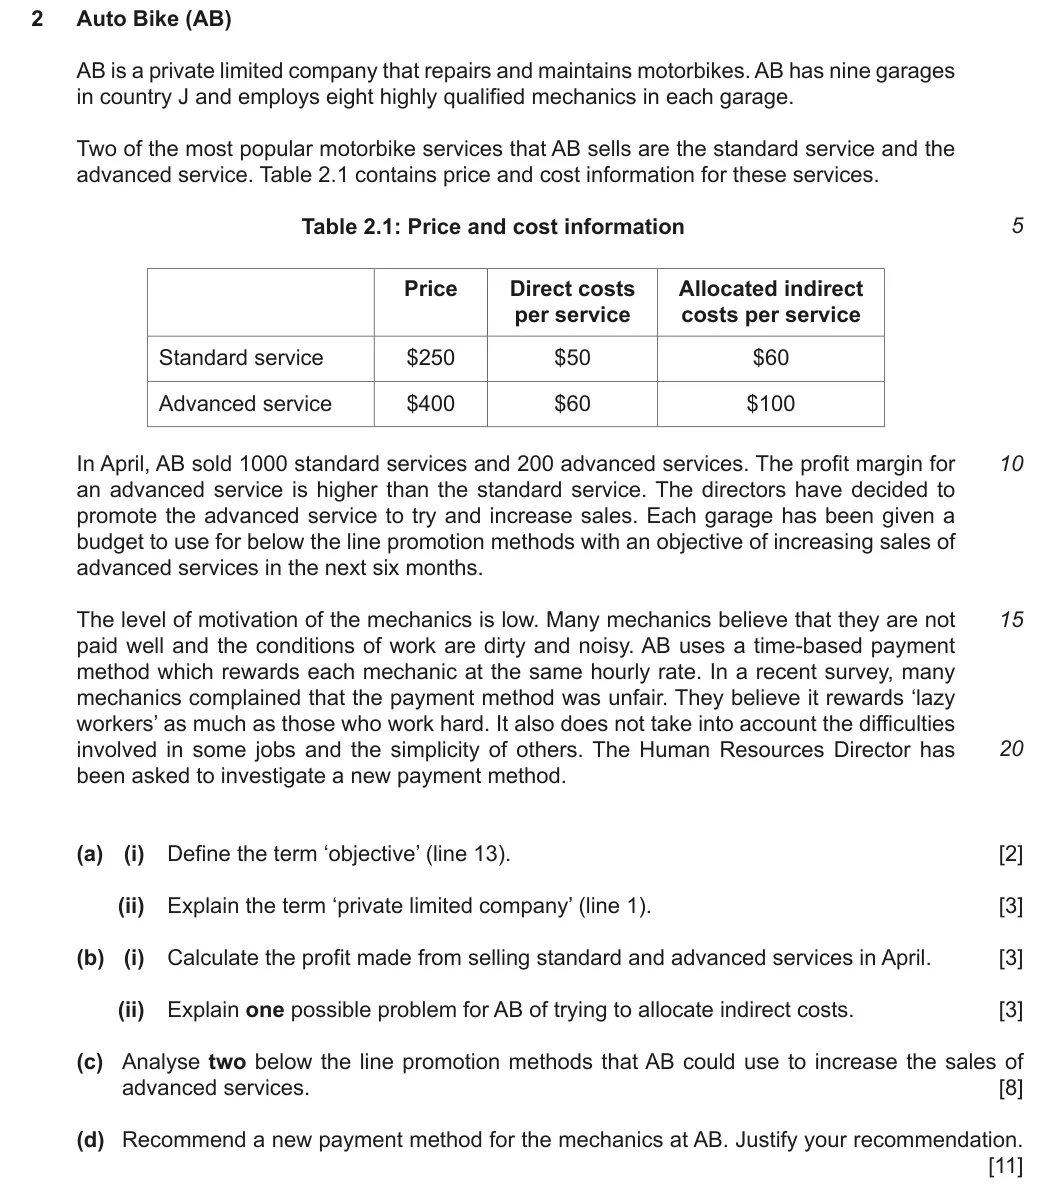 2 Auto Bike (AB)
AB is a private limited company that repairs and maintains motorbikes. AB has nine garages
in country J and employs eight highly qualified mechanics in each garage.
Two of the most popular motorbike services that AB sells are the standard service and the
advanced service. Table 2.1 contains price and cost information for these services.
Table 2.1: Price and cost information 5
Price Direct costs per service Allocated indirect costs per service
Standard service $250 $50 $60
Advanced service $400 $60 $100
In April, AB sold 1000 standard services and 200 advanced services. The profit margin for 10
an advanced service is higher than the standard service. The directors have decided to
promote the advanced service to try and increase sales. Each garage has been given a
budget to use for below the line promotion methods with an objective of increasing sales of
advanced services in the next six months.
The level of motivation of the mechanics is low. Many mechanics believe that they are not 15
paid well and the conditions of work are dirty and noisy. AB uses a time-based payment
method which rewards each mechanic at the same hourly rate. In a recent survey, many
mechanics complained that the payment method was unfair. They believe it rewards ‘lazy
workers’ as much as those who work hard. It also does not take into account the difficulties
involved in some jobs and the simplicity of others. The Human Resources Director has 20
been asked to investigate a new payment method.
(a) (i) Define the term ‘objective’ (line 13). [2]
(ii) Explain the term ‘private limited company’ (line 1). [3]
(b) (i) Calculate the profit made from selling standard and advanced services in April. [3]
(ii) Explain one possible problem for AB of trying to allocate indirect costs. [3]
(c) Analyse two below the line promotion methods that AB could use to increase the sales of
advanced services. [8]
(d) Recommend a new payment method for the mechanics at AB. Justify your recommendation.
[11]